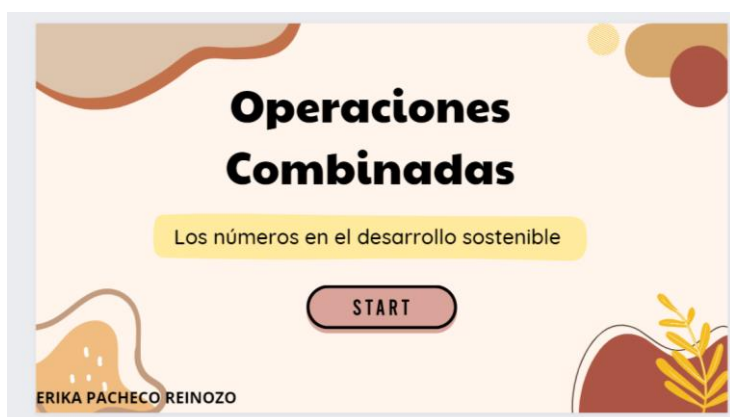 Operaciones
Combinadas
Los números en el desarrollo sostenible
START
ERIKA PACHECO REINOZO